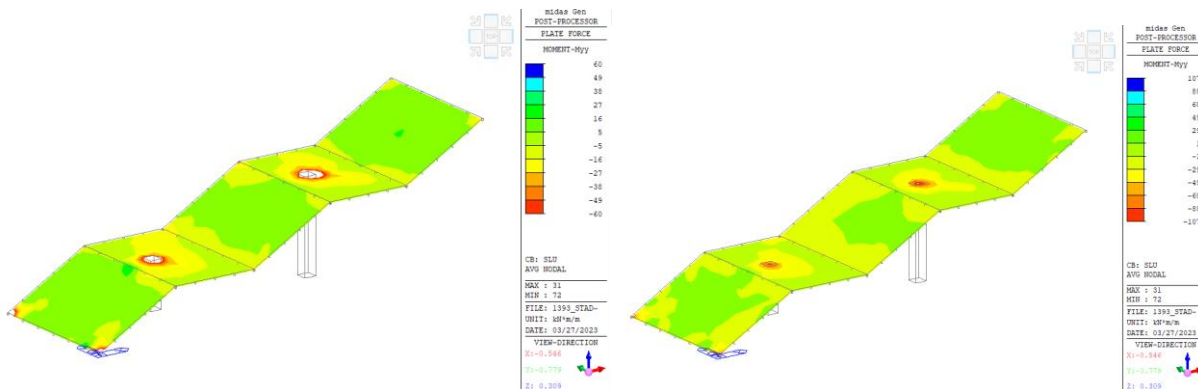 TOP
midas Gen
POST-PROCESSOR
PLATE FORCE
MOMENT-Myy
60
49
38
27
16
5
-5
-16
-27
-38
-49
-60
CB: SLU
AVG NODAL
MAX : 31
MIN : 72
FILE: 1393_STAD~
UNIT: kN*m/m
DATE: 03/27/2023
VIEW-DIRECTION
X:-0.546
Y:-0.779
Z: 0.309
TOP
midas Gen
POST-PROCESSOR
PLATE FORCE
MOMENT-Myy
107
CB: SLU
AVG NODAL
MAX : 31
MIN : 72
FILE: 1393_STAD~
UNIT: kN*m/m
DATE: 03/27/2023
VIEW-DIRECTION
X:-0.546
Y:-0.779
Z: 0.309